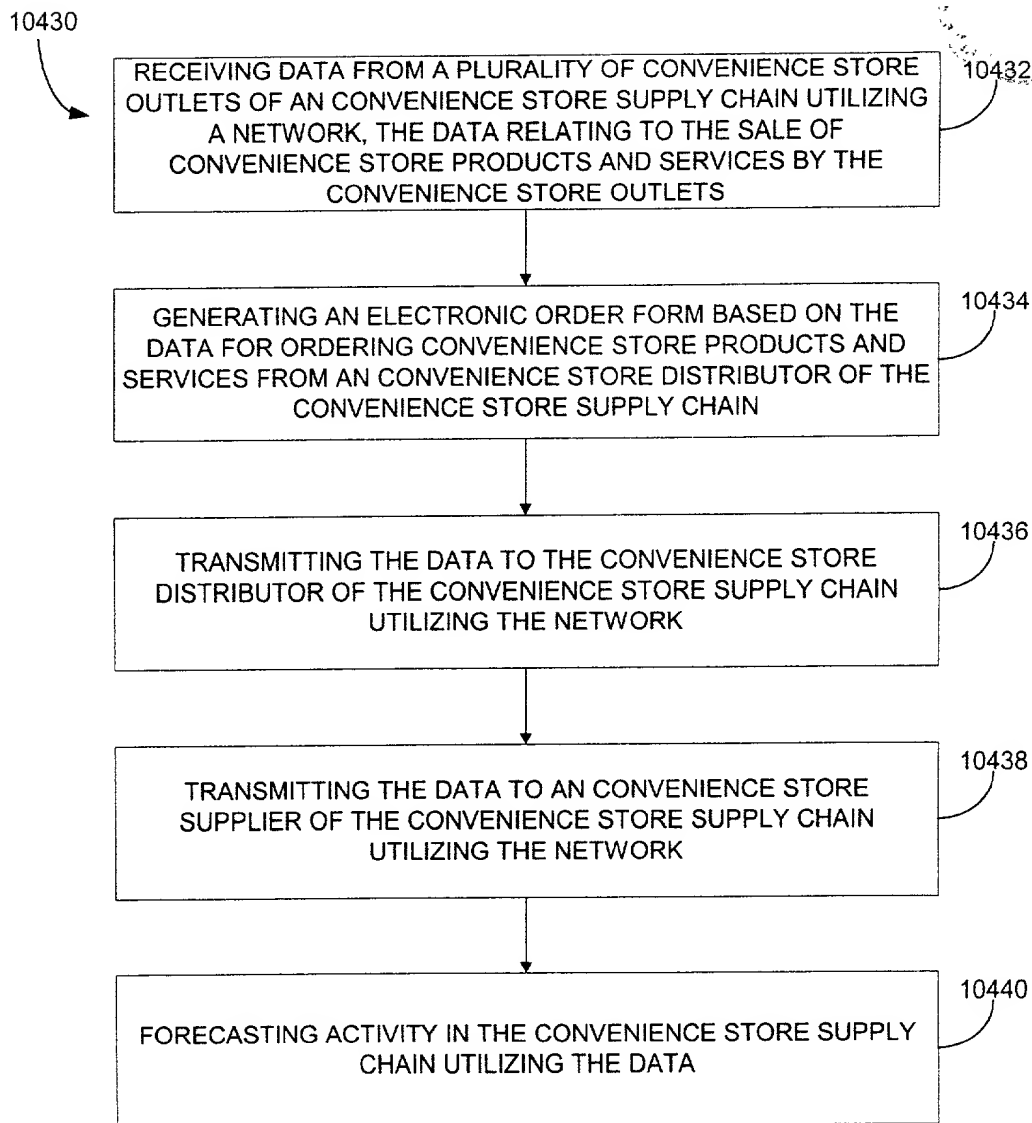 10430
RECEIVING DATA FROM A PLURALITY OF CONVENIENCE STORE
OUTLETS OF AN CONVENIENCE STORE SUPPLY CHAIN UTILIZING
A NETWORK, THE DATA RELATING TO THE SALE OF
CONVENIENCE STORE PRODUCTS AND SERVICES BY THE
CONVENIENCE STORE OUTLETS
10432
GENERATING AN ELECTRONIC ORDER FORM BASED ON THE
DATA FOR ORDERING CONVENIENCE STORE PRODUCTS AND
SERVICES FROM AN CONVENIENCE STORE DISTRIBUTOR OF THE
CONVENIENCE STORE SUPPLY CHAIN
10434
TRANSMITTING THE DATA TO THE CONVENIENCE STORE
DISTRIBUTOR OF THE CONVENIENCE STORE SUPPLY CHAIN
UTILIZING THE NETWORK
10436
TRANSMITTING THE DATA TO AN CONVENIENCE STORE
SUPPLIER OF THE CONVENIENCE STORE SUPPLY CHAIN
UTILIZING THE NETWORK
10438
FORECASTING ACTIVITY IN THE CONVENIENCE STORE SUPPLY
CHAIN UTILIZING THE DATA
10440